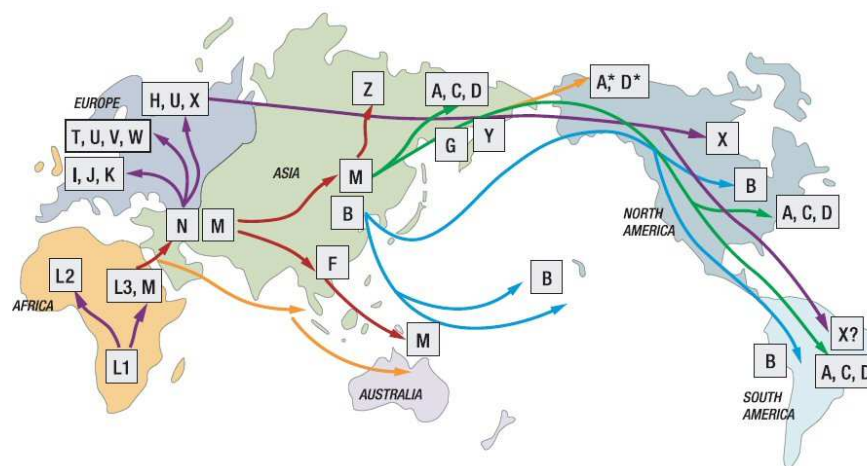 Z
A, C, D
A,* D*
EUROPE
H, U, X
T, U, V, W
G
Y
X
I, J, K
ASIA
M
B
B
NORTH
AMERICA
A, C, D
N
M
L2
L3, M
F
B
AFRICA
L1
M
X?
B
A, C, D
AUSTRALIA
SOUTH
AMERICA